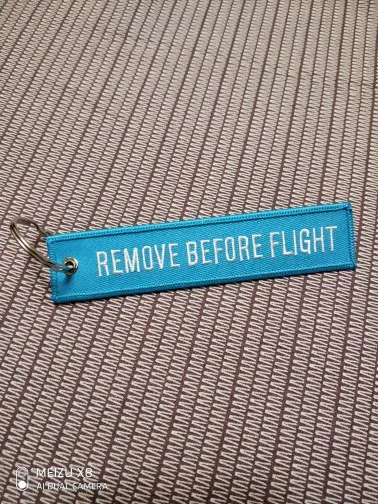 REMOVE BEFORE FLIGHT
MEIZU X8
AI DUAL CAMERA